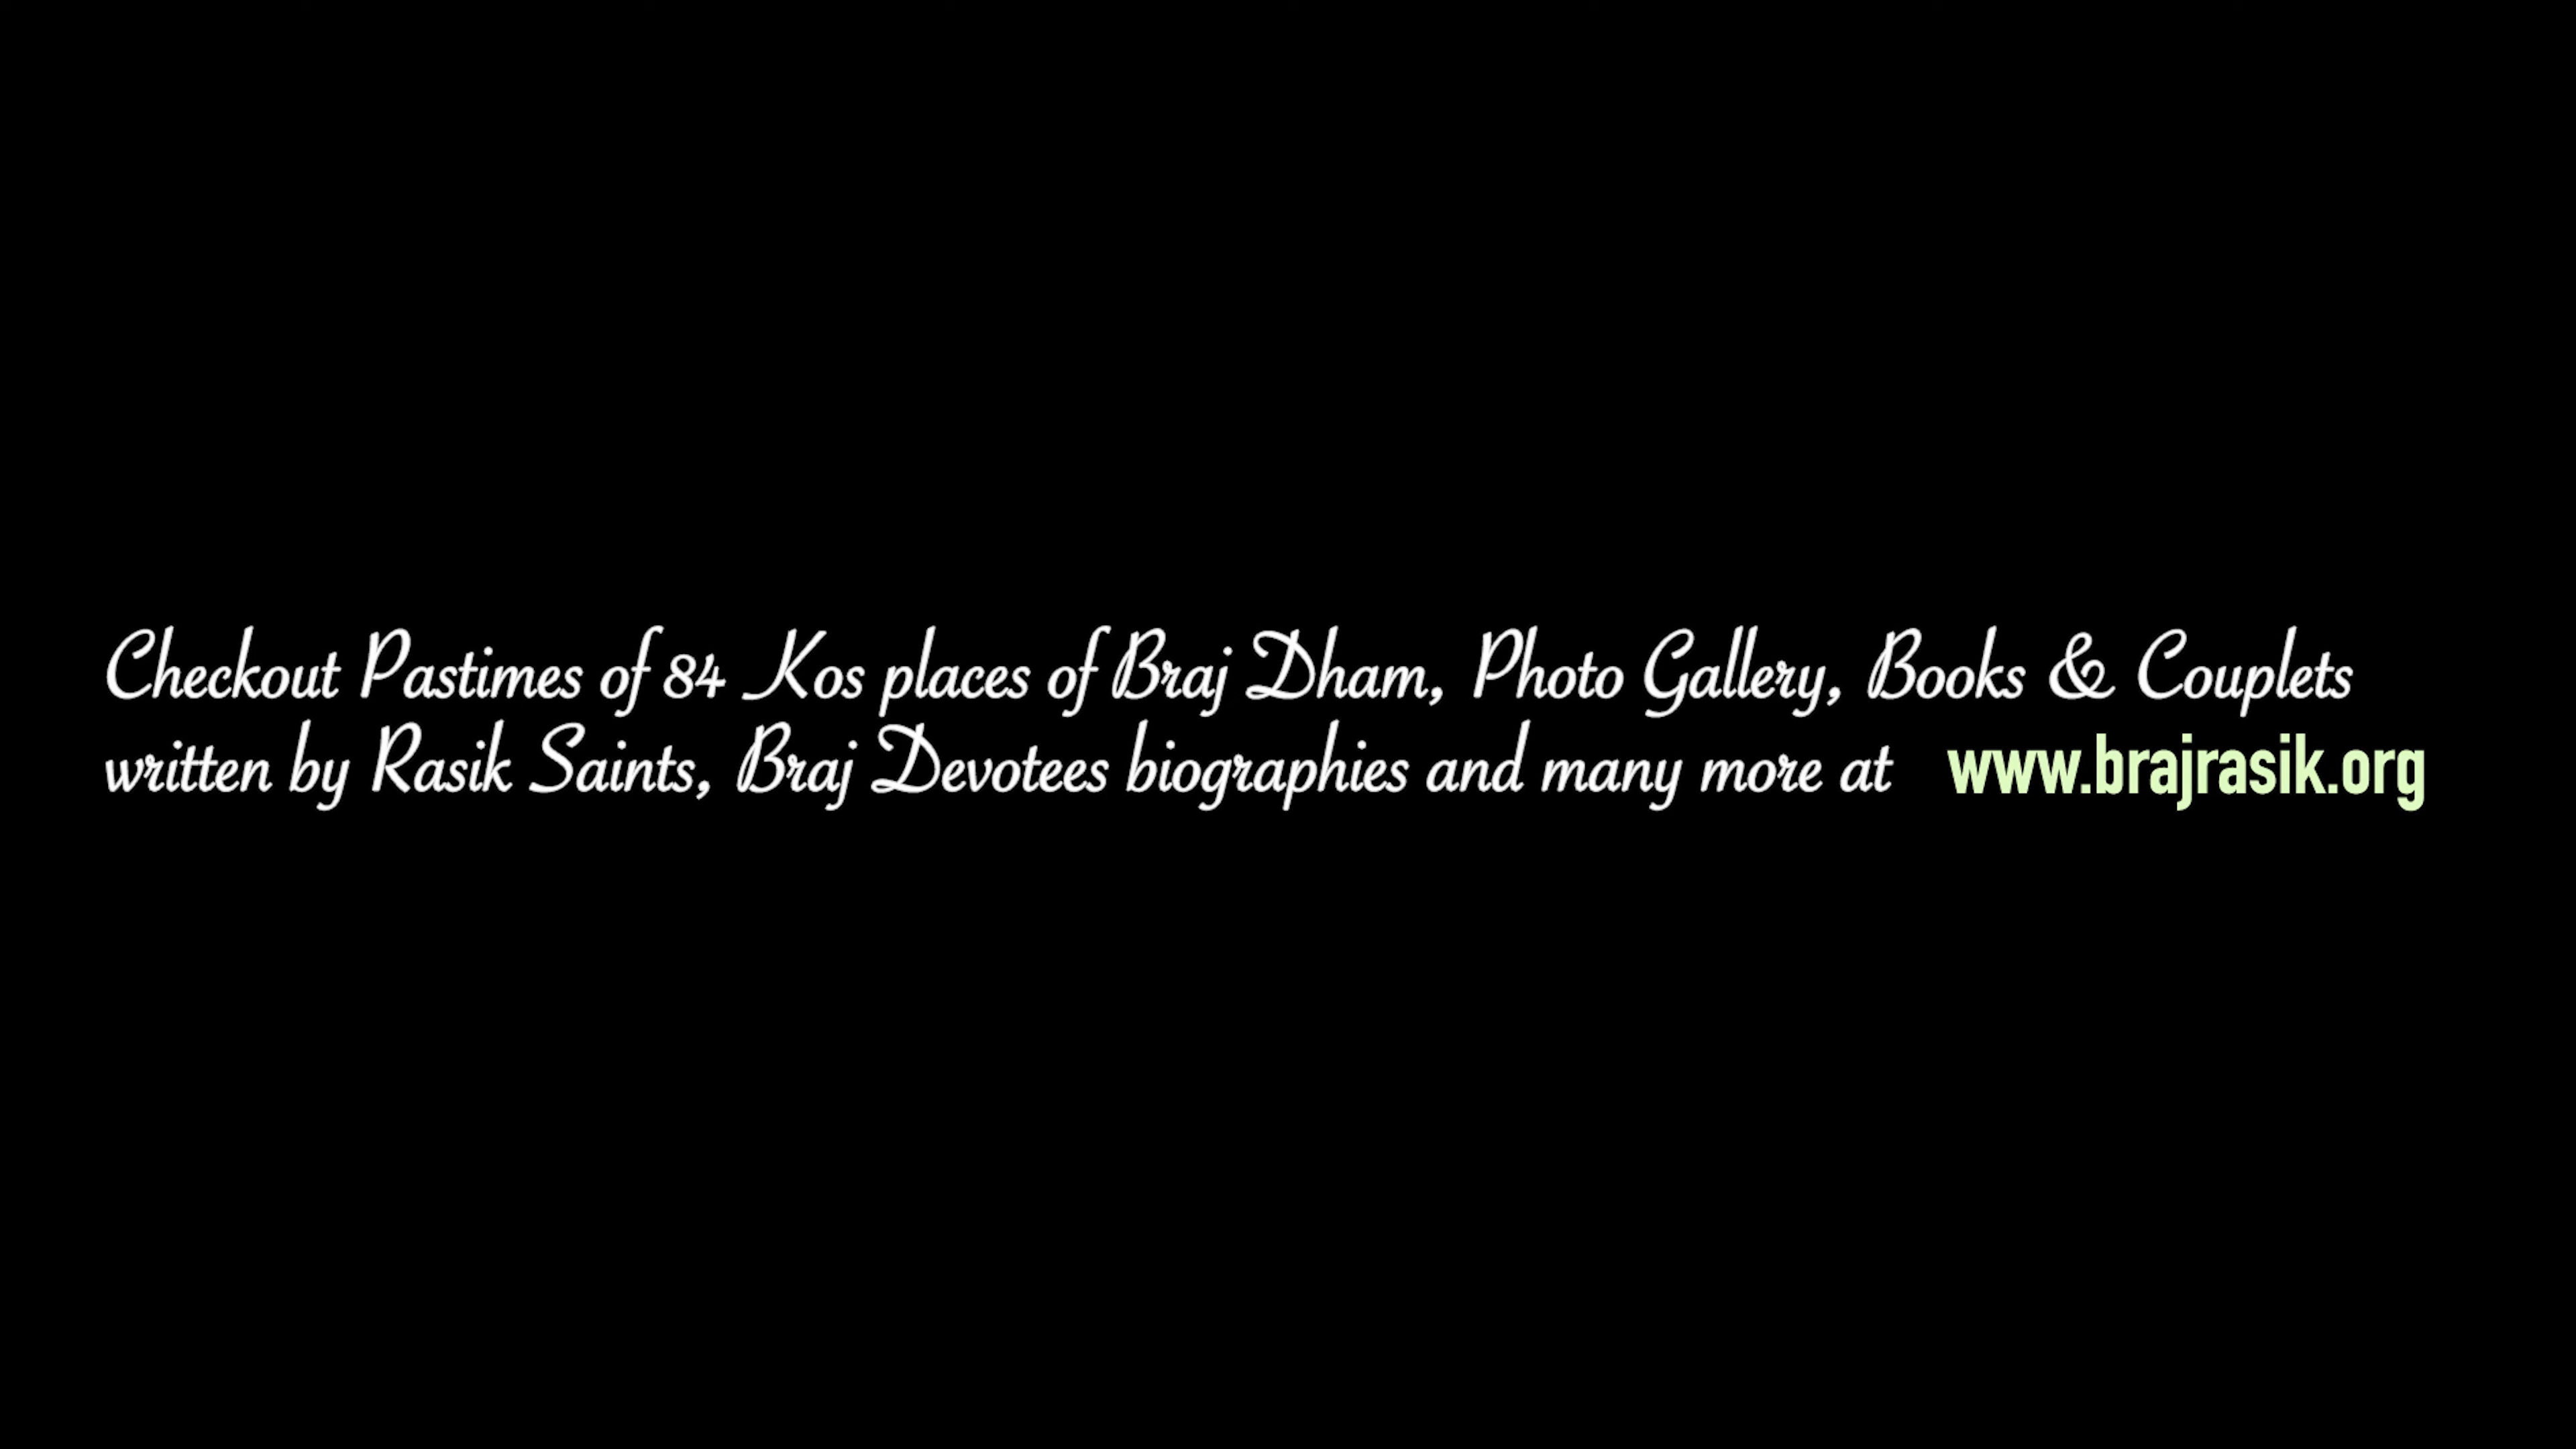 Checkout Pastimes of 84 Kos places of Braj Dham, Photo Gallery, Books & Couplets
written by Rasik Saints, Braj Devotees biographies and many more at www.brajrasik.org